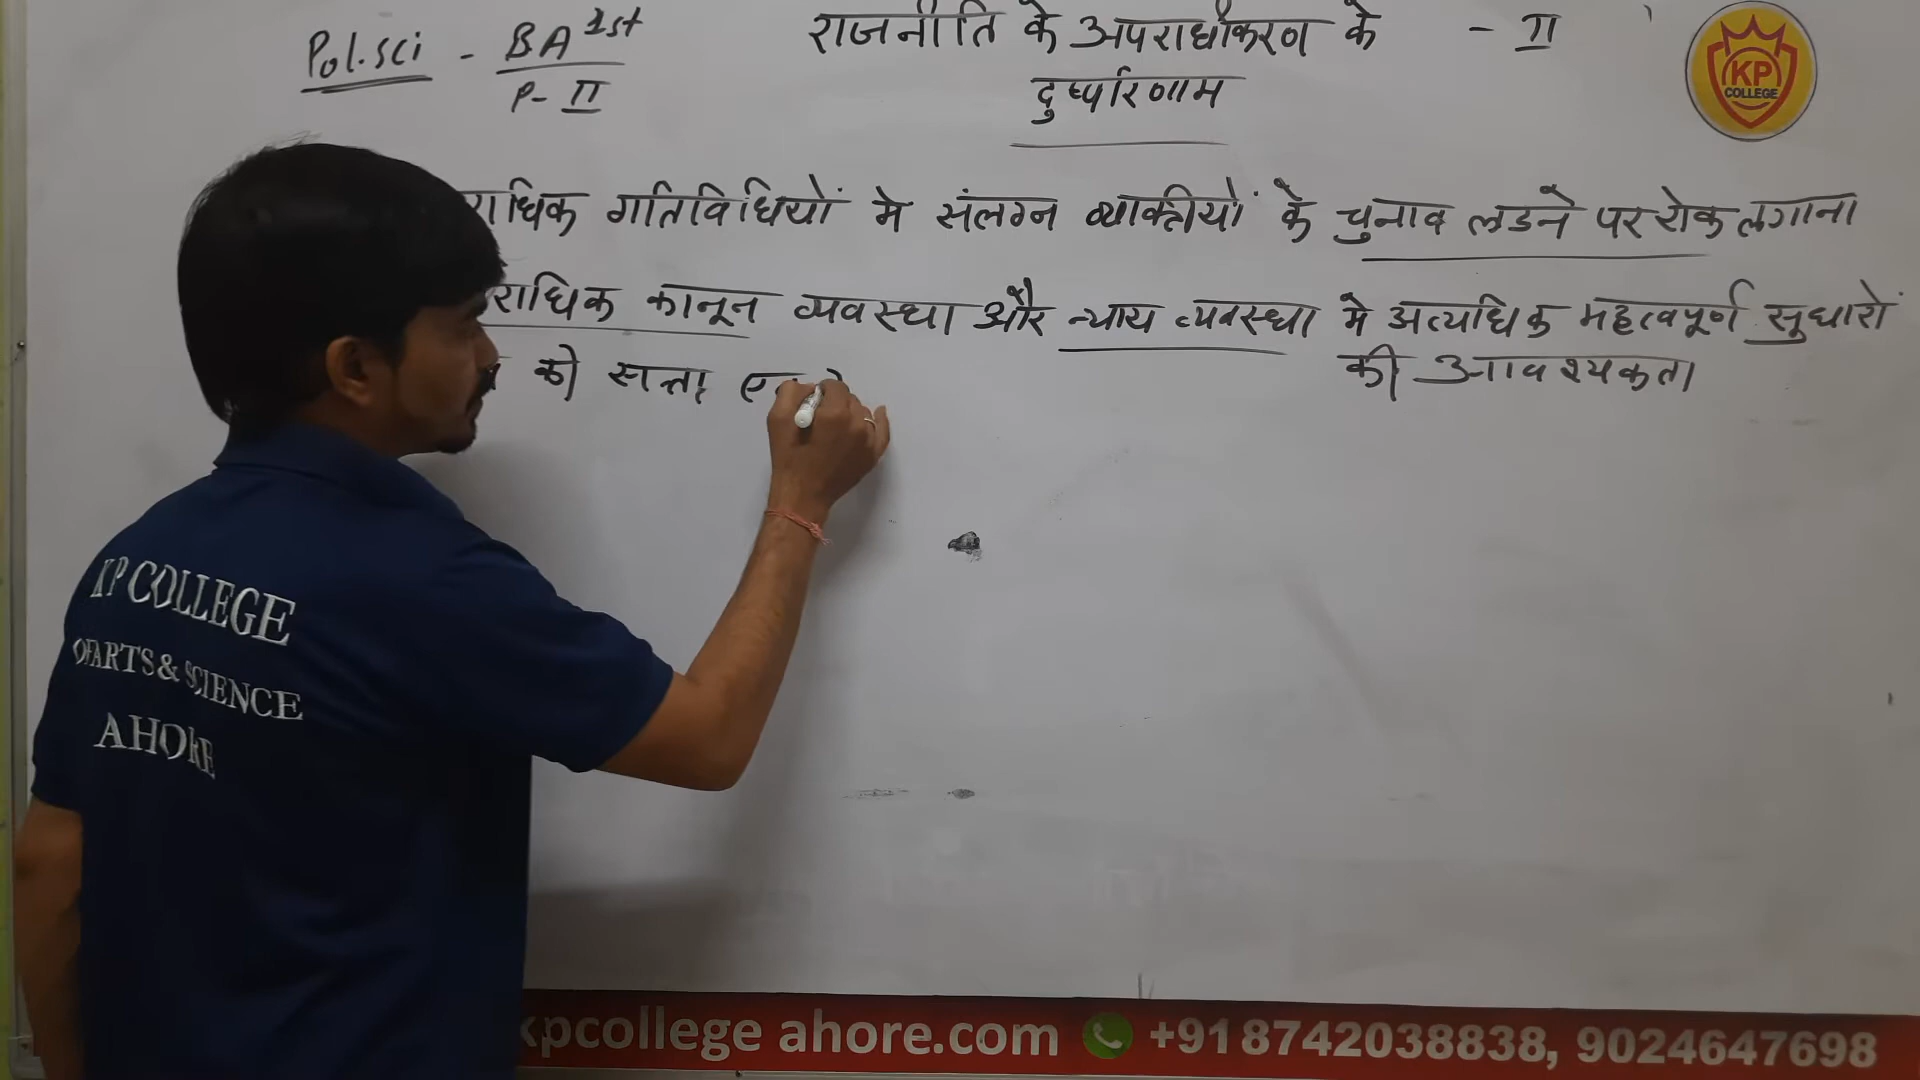 Pol.sci - BA 1st
P- II
राजनीति के अपराधीकरण के - II
दुष्परिणाम
KP
COLLEGE
राधिक गतिविधियों मे संलग्न व्याक्तीयों के चुनाव लडने पर रोक लगाना
राधिक कानून व्यवस्था और न्याय व्यवस्था मे अत्यधिक महत्वपूर्ण सुधारों
की आवश्यकता
को सत्ता
KP COLLEGE
OF ARTS & SCIENCE
AHORE
kpcollege ahore.com +91 8742038838, 9024647698